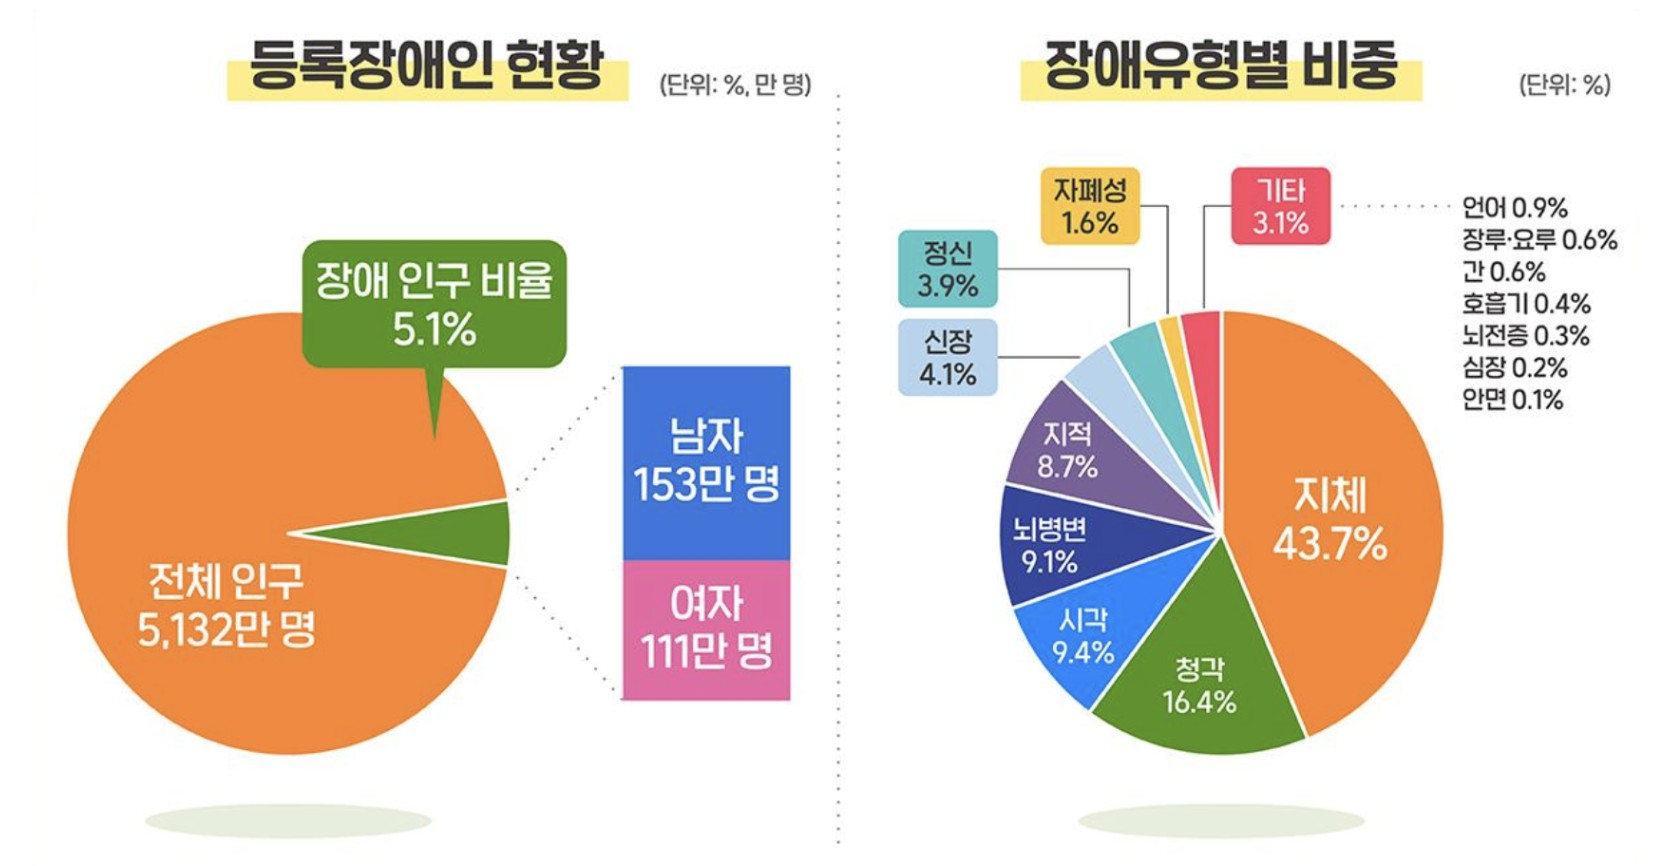 등록장애인 현황
(단위: %, 만 명)
장애 인구 비율
5.1%
전체 인구
5,132만 명
남자
153만 명
여자
111만 명
장애유형별 비중
(단위: %)
자폐성
1.6%
기타
3.1%
언어 0.9%
장루·요루 0.6%
간 0.6%
호흡기 0.4%
뇌전증 0.3%
심장 0.2%
안면 0.1%
정신
3.9%
신장
4.1%
지적
8.7%
뇌병변
9.1%
시각
9.4%
청각
16.4%
지체
43.7%